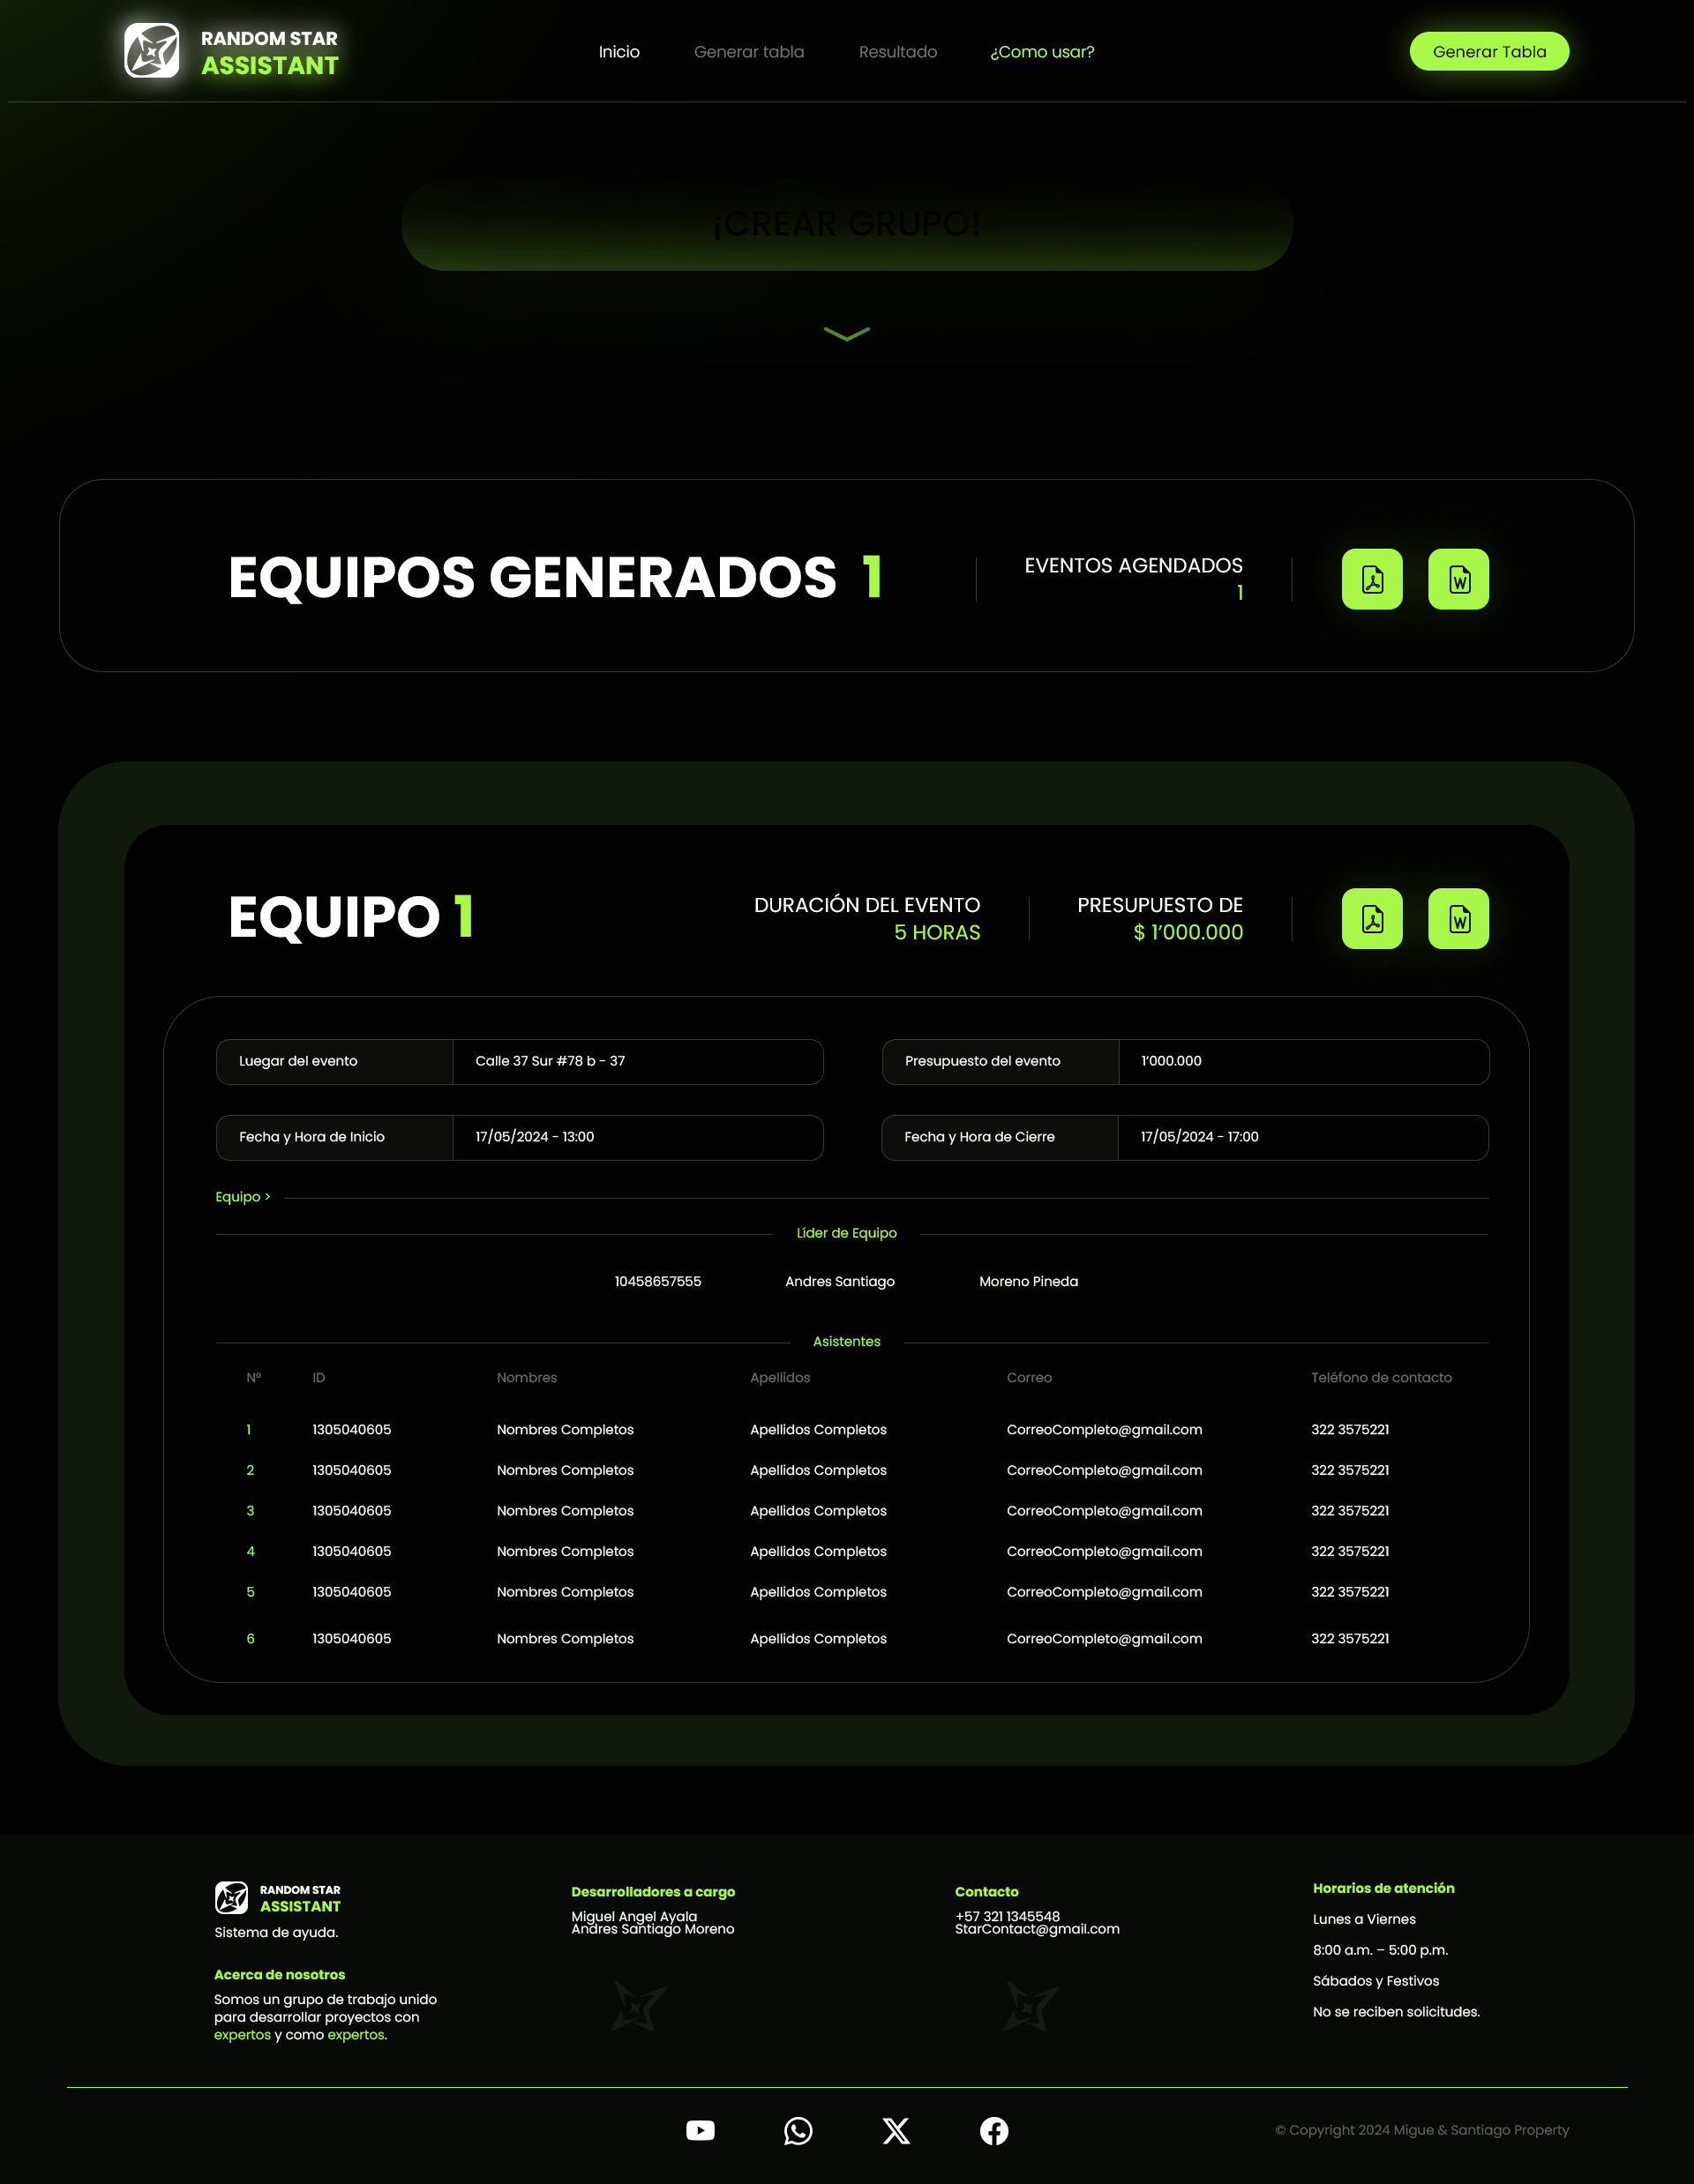 RANDOM STAR
ASSISTANT
Inicio
Generar tabla
Resultado
¿Como usar?
Generar Tabla
¡CREAR GRUPO!
EQUIPOS GENERADOS 1
EVENTOS AGENDADOS
1
EQUIPO 1
DURACIÓN DEL EVENTO
5 HORAS
PRESUPUESTO DE
$ 1’000.000
Luegar del evento
Calle 37 Sur #78 b - 37
Presupuesto del evento
1’000.000
Fecha y Hora de Inicio
17/05/2024 - 13:00
Fecha y Hora de Cierre
17/05/2024 - 17:00
Equipo >
Líder de Equipo
10458657555 Andres Santiago Moreno Pineda
Asistentes
N° ID Nombres Apellidos Correo Teléfono de contacto
1 1305040605 Nombres Completos Apellidos Completos CorreoCompleto@gmail.com 322 3575221
2 1305040605 Nombres Completos Apellidos Completos CorreoCompleto@gmail.com 322 3575221
3 1305040605 Nombres Completos Apellidos Completos CorreoCompleto@gmail.com 322 3575221
4 1305040605 Nombres Completos Apellidos Completos CorreoCompleto@gmail.com 322 3575221
5 1305040605 Nombres Completos Apellidos Completos CorreoCompleto@gmail.com 322 3575221
6 1305040605 Nombres Completos Apellidos Completos CorreoCompleto@gmail.com 322 3575221
RANDOM STAR
ASSISTANT
Sistema de ayuda.
Acerca de nosotros
Somos un grupo de trabajo unido
para desarrollar proyectos con
expertos y como expertos.
Desarrolladores a cargo
Miguel Angel Ayala
Andres Santiago Moreno
Contacto
+57 321 1345548
StarContact@gmail.com
Horarios de atención
Lunes a Viernes
8:00 a.m. – 5:00 p.m.
Sábados y Festivos
No se reciben solicitudes.
© Copyright 2024 Migue & Santiago Property